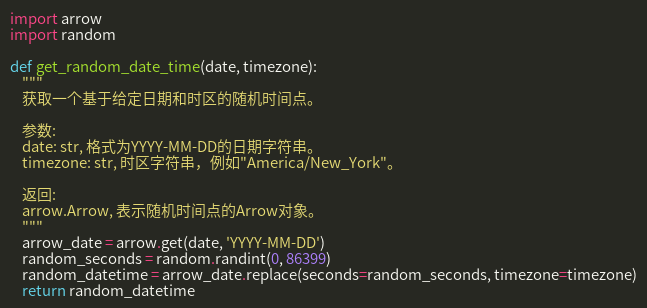 import arrow
import random

def get_random_date_time(date, timezone):
    """
    获取一个基于给定日期和时区的随机时间点。

    参数:
    date: str, 格式为YYYY-MM-DD的日期字符串。
    timezone: str, 时区字符串，例如"America/New_York"。

    返回:
    arrow.Arrow, 表示随机时间点的Arrow对象。
    """
    arrow_date = arrow.get(date, 'YYYY-MM-DD')
    random_seconds = random.randint(0, 86399)
    random_datetime = arrow_date.replace(seconds=random_seconds, timezone=timezone)
    return random_datetime